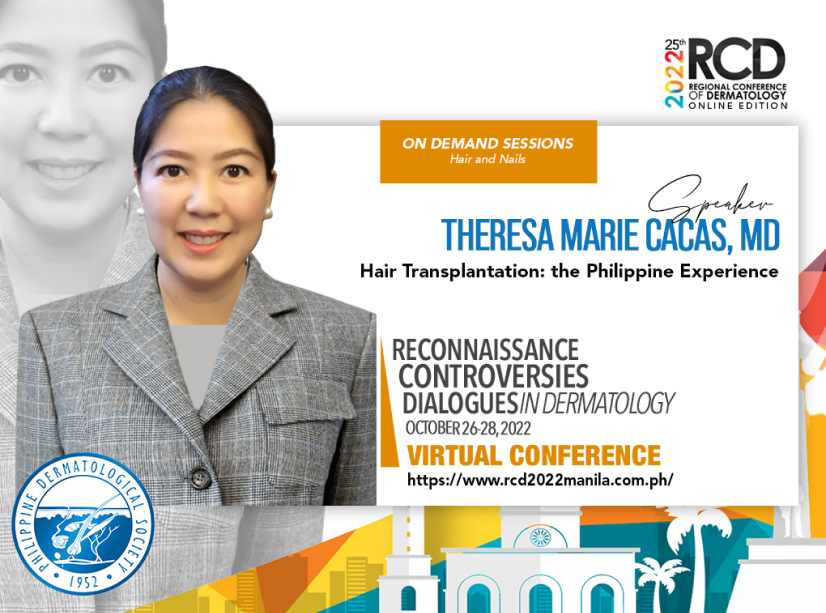 25th
2022
RCD
REGIONAL CONFERENCE
OF DERMATOLOGY
ONLINE EDITION
ON DEMAND SESSIONS
Hair and Nails
Speaker
THERESA MARIE CACAS, MD
Hair Transplantation: the Philippine Experience
RECONNAISSANCE
CONTROVERSIES
DIALOGUES IN DERMATOLOGY
OCTOBER 26-28, 2022
VIRTUAL CONFERENCE
https://www.rcd2022manila.com.ph/
PHILIPPINE DERMATOLOGICAL SOCIETY
• 1952 •